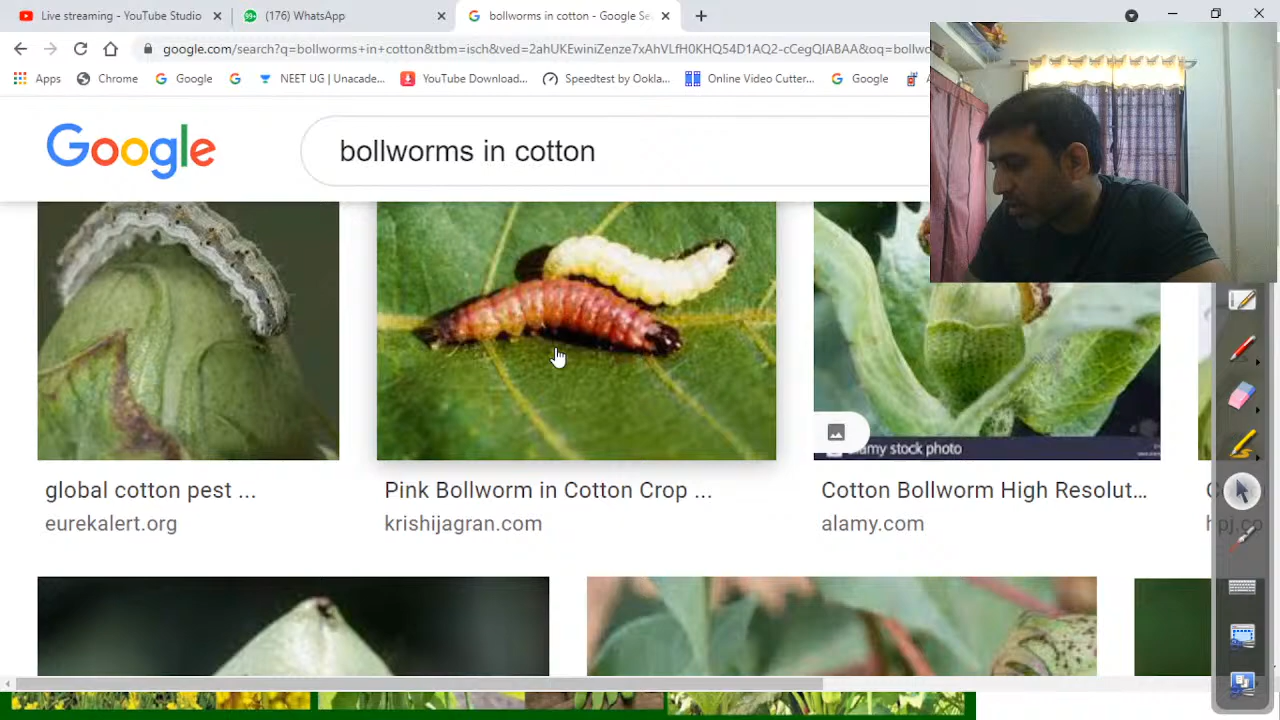 Live streaming - YouTube Studio
(176) WhatsApp
bollworms in cotton - Google Se
google.com/search?q=bollworms+in+cotton&tbm=isch&ved=2ahUKEwiniZenze7xAhVLfH0KHQ54D1AQ2-cCegQIABAA&oq=bollwo
Apps
Chrome
Google
NEET UG | Unacade...
YouTube Download...
Speedtest by Ookla...
Online Video Cutter...
Google
Google
bollworms in cotton
alamy stock photo
global cotton pest ...
Pink Bollworm in Cotton Crop ...
Cotton Bollworm High Resolut...
eurekalert.org
krishijagran.com
alamy.com